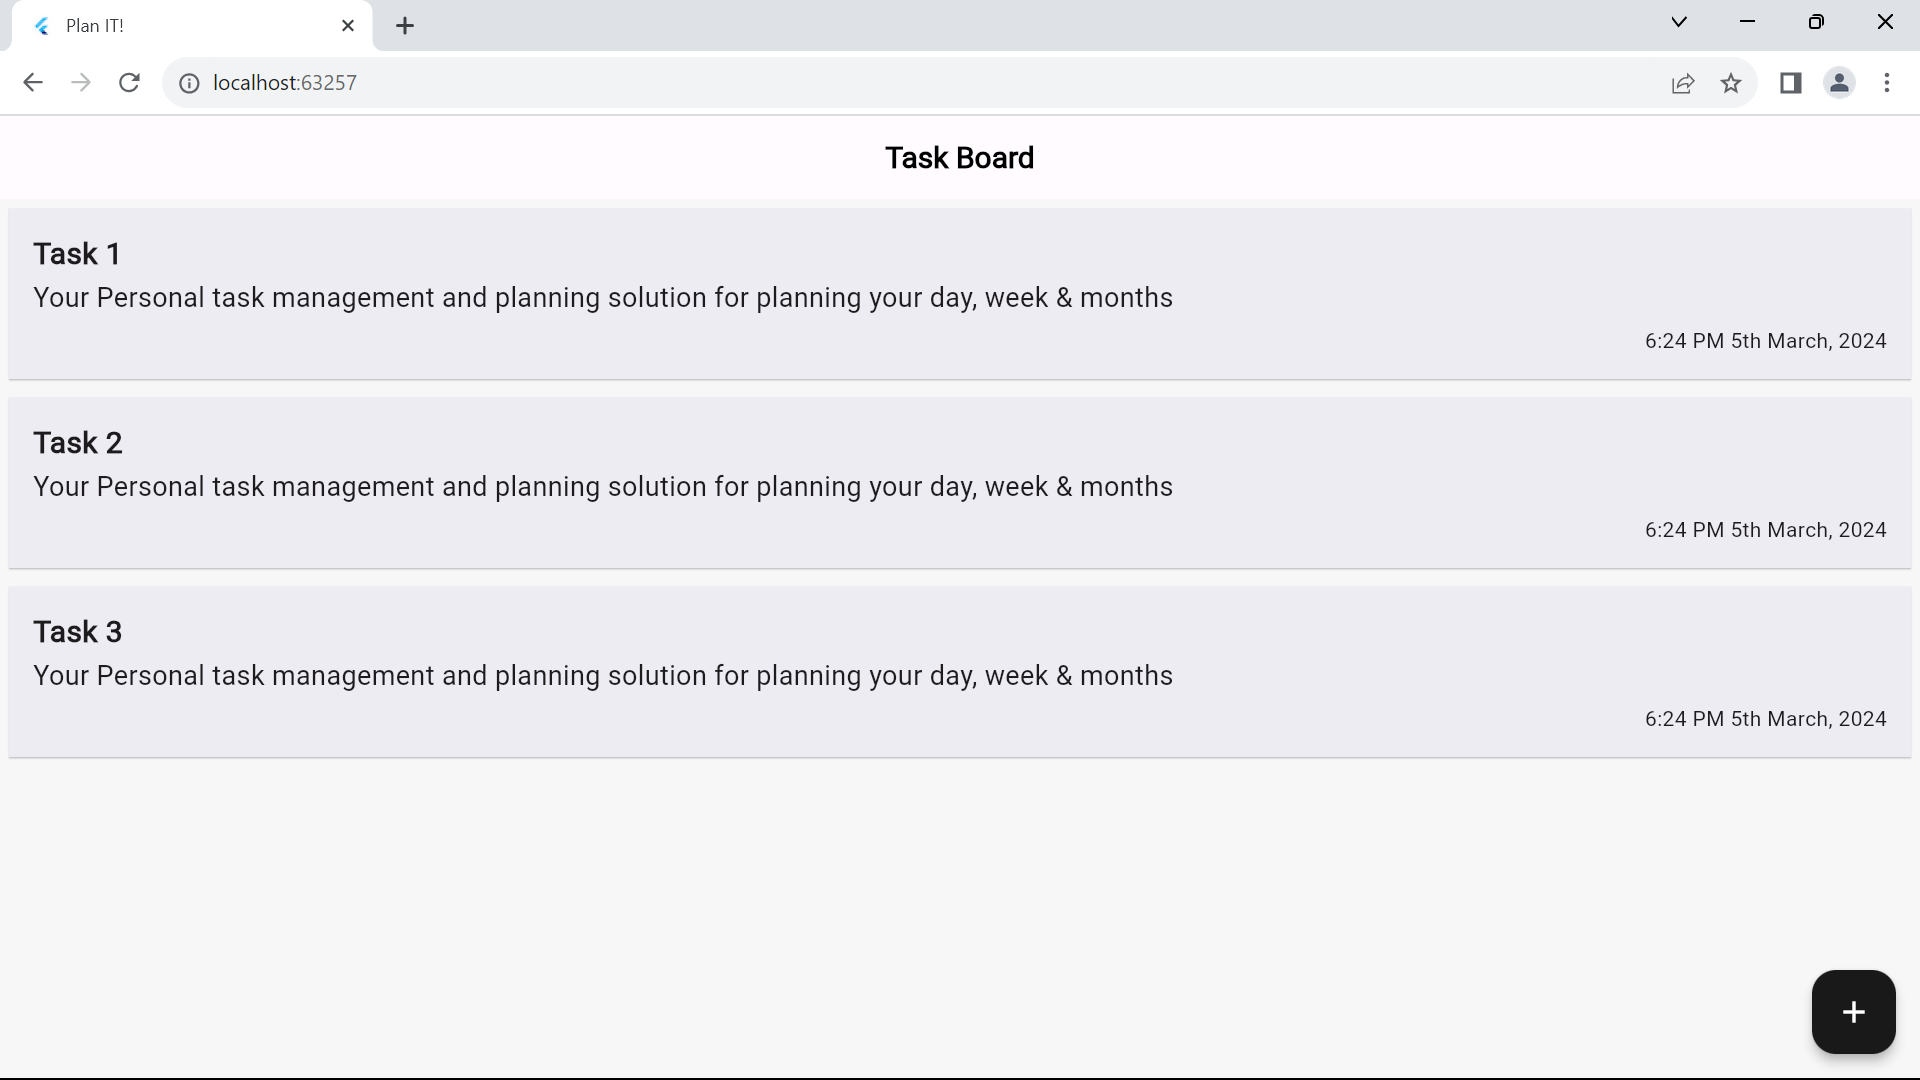 Plan IT!
localhost:63257
Task Board
Task 1
Your Personal task management and planning solution for planning your day, week & months
6:24 PM 5th March, 2024
Task 2
Your Personal task management and planning solution for planning your day, week & months
6:24 PM 5th March, 2024
Task 3
Your Personal task management and planning solution for planning your day, week & months
6:24 PM 5th March, 2024